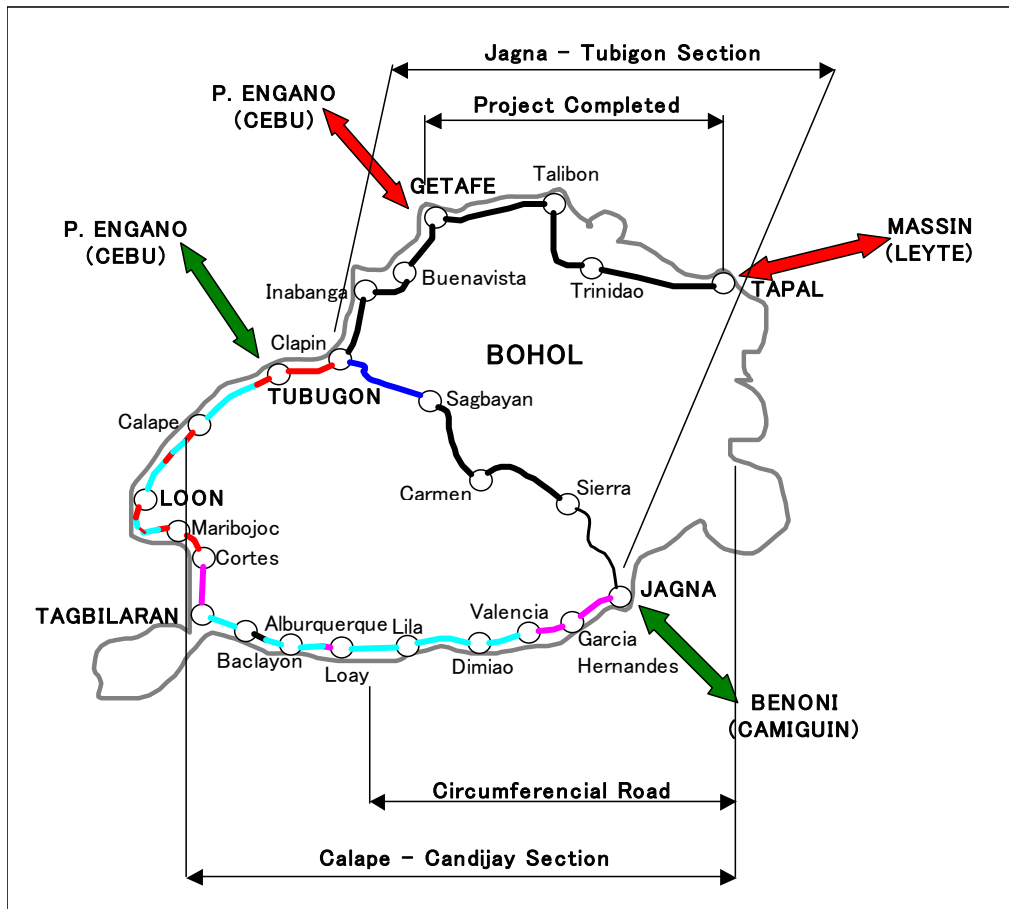 Jagna – Tubigon Section
P. ENGANO
(CEBU)
Project Completed
Talibon
GETAFE
P. ENGANO
(CEBU)
MASSIN
(LEYTE)
Buenavista
Inabanga
Trinidao
TAPAL
Clapin
BOHOL
TUBUGON
Sagbayan
Calape
Carmen
Sierra
LOON
Maribojoc
Cortes
JAGNA
TAGBILARAN
Valencia
Alburquerque
Lila
Garcia
Hernandes
Baclayon
Dimiao
Loay
BENONI
(CAMIGUIN)
Circumferencial Road
Calape – Candijay Section